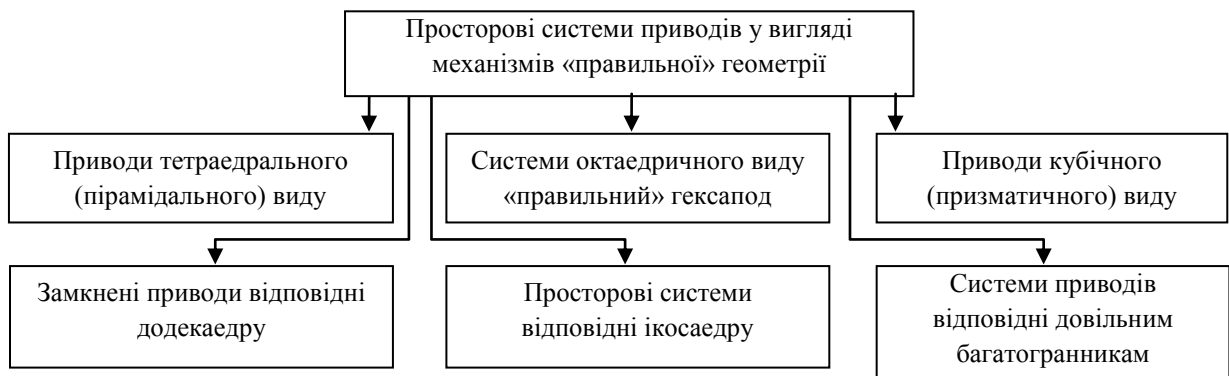 Просторові системи приводів у вигляді
механізмів «правильної» геометрії
Приводи тетраедрального
(пірамідального) виду
Системи октаедричного виду
«правильний» гексапод
Приводи кубічного
(призматичного) виду
Замкнені приводи відповідні
додекаедру
Просторові системи
відповідні ікосаедру
Системи приводів
відповідні довільним
багатогранникам